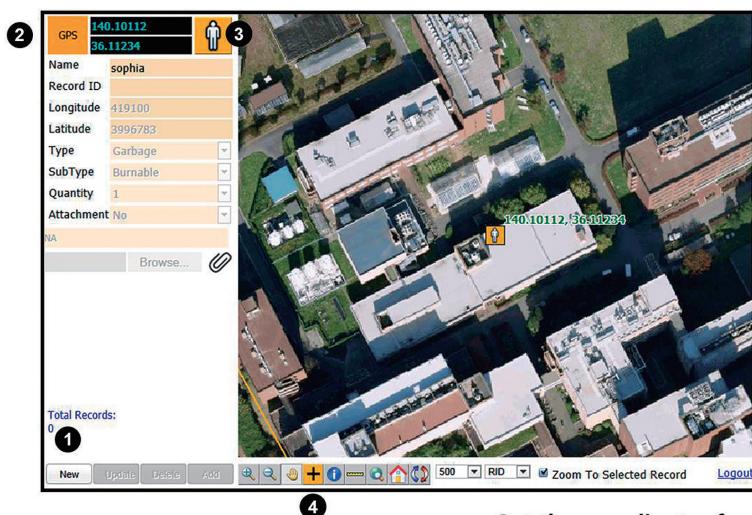 2
GPS
140.10112
36.11234
3
Name sophia
Record ID
Longitude 419100
Latitude 3996783
Type Garbage
SubType Burnable
Quantity 1
Attachment No
NA
Browse...
140.10112, 36.11234
Total Records:
0
1
New Update Delete Add
500 RID Zoom To Selected Record Logout
4